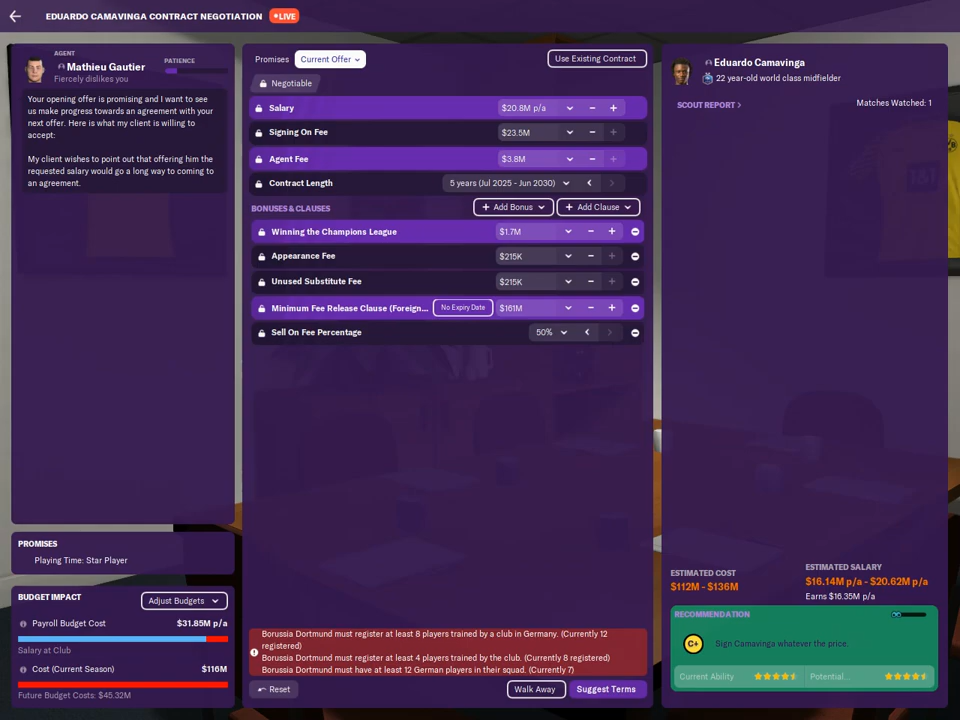 EDUARDO CAMAVINGA CONTRACT NEGOTIATION
LIVE
AGENT
Mathieu Gautier
Fiercely dislikes you
PATIENCE
Your opening offer is promising and I want to see
us make progress towards an agreement with your
next offer. Here is what my client is willing to
accept:
My client wishes to point out that offering him the
requested salary would go a long way to coming to
an agreement.
PROMISES
Playing Time: Star Player
BUDGET IMPACT
Adjust Budgets
Payroll Budget Cost
$31.85M p/a
Salary at Club
Cost (Current Season)
$116M
Future Budget Costs: $45.32M
Promises
Current Offer
Use Existing Contract
Negotiable
Salary
$20.8M p/a
Signing On Fee
$23.5M
Agent Fee
$3.8M
Contract Length
5 years (Jul 2025 - Jun 2030)
BONUSES & CLAUSES
Add Bonus
Add Clause
Winning the Champions League
$1.7M
Appearance Fee
$215K
Unused Substitute Fee
$215K
Minimum Fee Release Clause (Foreign...
No Expiry Date
$161M
Sell On Fee Percentage
50%
Borussia Dortmund must register at least 8 players trained by a club in Germany. (Currently 12
registered)
Borussia Dortmund must register at least 4 players trained by the club. (Currently 8 registered)
Borussia Dortmund must have at least 12 German players in their squad. (Currently 7)
Reset
Walk Away
Suggest Terms
Eduardo Camavinga
22 year-old world class midfielder
SCOUT REPORT >
Matches Watched: 1
ESTIMATED COST
$112M - $136M
ESTIMATED SALARY
$16.14M p/a - $20.62M p/a
Earns $16.35M p/a
RECOMMENDATION
C+
Sign Camavinga whatever the price.
Current Ability
Potential...